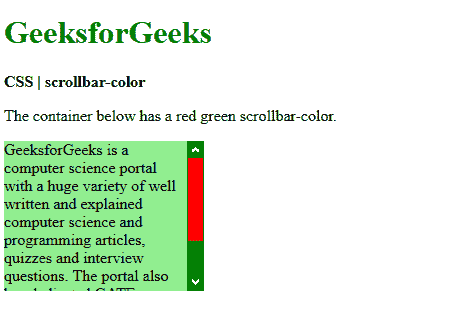 GeeksforGeeks
CSS | scrollbar-color
The container below has a red green scrollbar-color.
GeeksforGeeks is a
computer science portal
with a huge variety of well
written and explained
computer science and
programming articles,
quizzes and interview
questions. The portal also